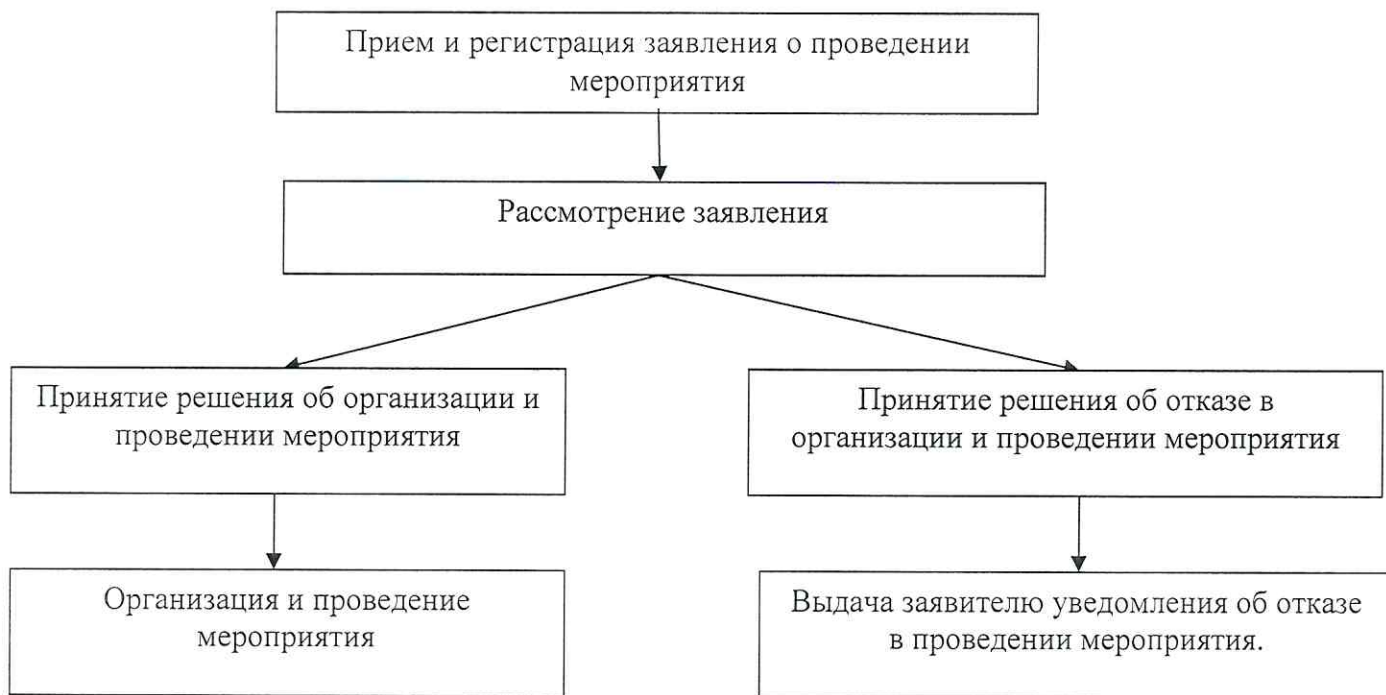 Прием и регистрация заявления о проведении
мероприятия
Рассмотрение заявления
Принятие решения об организации и
проведении мероприятия
Принятие решения об отказе в
организации и проведении мероприятия
Организация и проведение
мероприятия
Выдача заявителю уведомления об отказе
в проведении мероприятия.